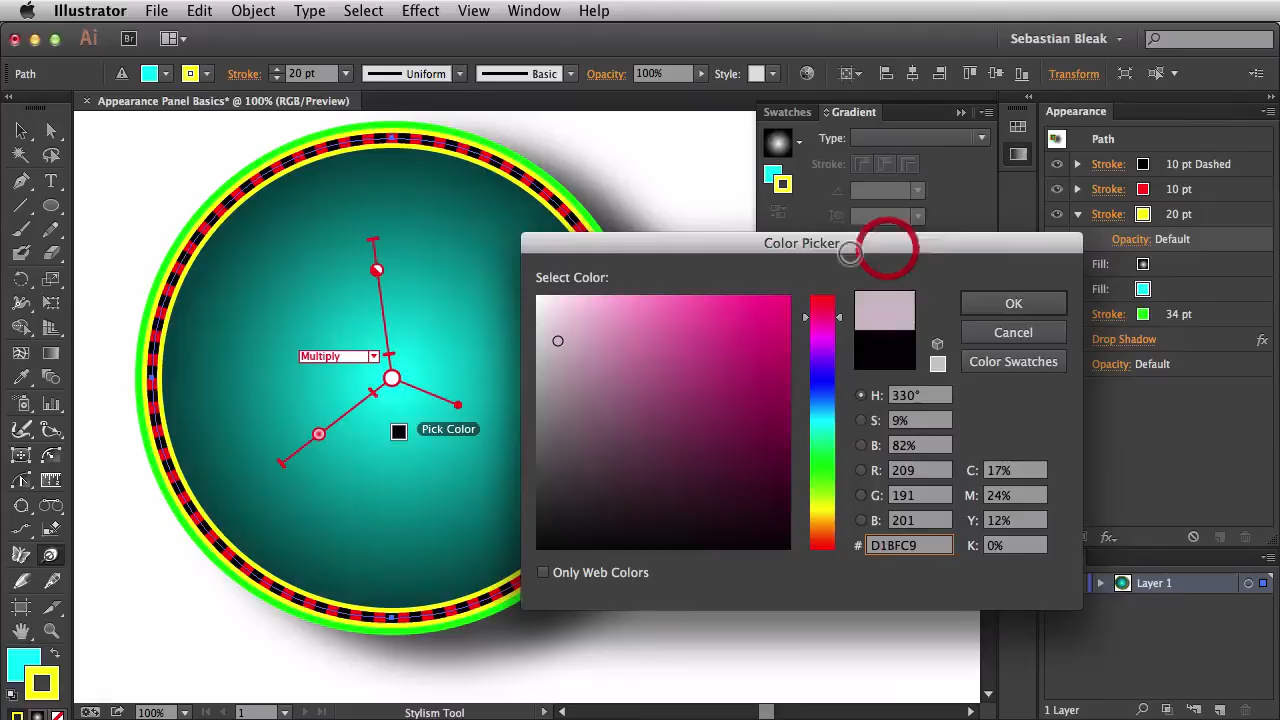 Illustrator File Edit Object Type Select Effect View Window Help
Ai Br Sebastian Bleak
Path Stroke: 20 pt Uniform Basic Opacity: 100% Style: Transform
× Appearance Panel Basics* @ 100% (RGB/Preview)
Swatches Gradient
Type:
Stroke:
Appearance
Path
Stroke: 10 pt Dashed
Stroke: 10 pt
Stroke: 20 pt
Opacity: Default
Fill:
Fill:
Stroke: 34 pt
Drop Shadow fx
Opacity: Default
fx
Color Picker
Select Color:
OK
Cancel
Color Swatches
H: 330°
S: 9%
B: 82%
R: 209 C: 17%
G: 191 M: 24%
B: 201 Y: 12%
# D1BFC9 K: 0%
Only Web Colors
Multiply
Pick Color
Layer 1
100% 1 Stylism Tool
1 Layer